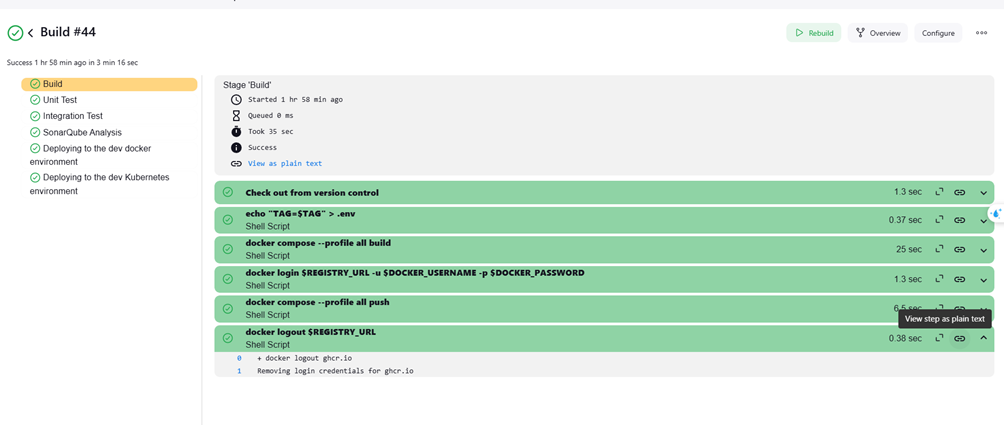 Build #44
Rebuild
Overview
Configure
Success 1 hr 58 min ago in 3 min 16 sec
Build
Unit Test
Integration Test
SonarQube Analysis
Deploying to the dev docker
environment
Deploying to the dev Kubernetes
environment
Stage 'Build'
Started 1 hr 58 min ago
Queued 0 ms
Took 35 sec
Success
View as plain text
Check out from version control 1.3 sec
echo "TAG=$TAG" > .env
Shell Script 0.37 sec
docker compose --profile all build
Shell Script 25 sec
docker login $REGISTRY_URL -u $DOCKER_USERNAME -p $DOCKER_PASSWORD
Shell Script 1.3 sec
docker compose --profile all push
Shell Script 6.5 sec
View step as plain text
docker logout $REGISTRY_URL
Shell Script 0.38 sec
0 + docker logout ghcr.io
1 Removing login credentials for ghcr.io